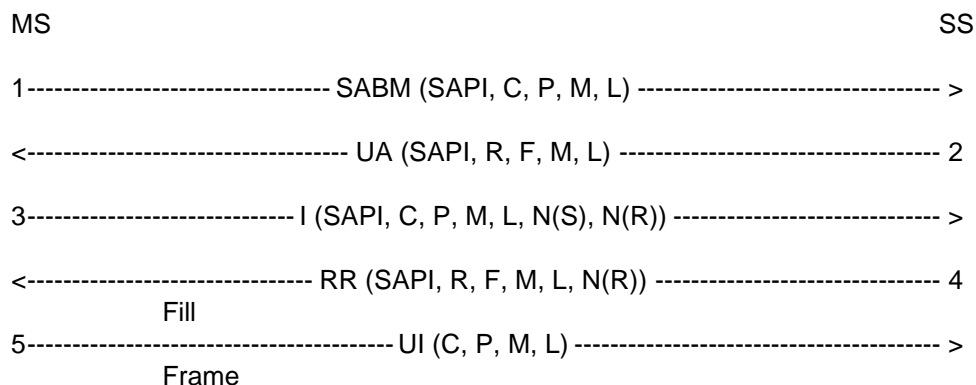 MS SS
1---------------------------------- SABM (SAPI, C, P, M, L) ---------------------------------- >
<------------------------------------ UA (SAPI, R, F, M, L) ------------------------------------ 2
3------------------------------ I (SAPI, C, P, M, L, N(S), N(R)) ------------------------------ >
<-------------------------------- RR (SAPI, R, F, M, L, N(R)) -------------------------------- 4
Fill
5----------------------------------------- UI (C, P, M, L) ----------------------------------------- >
Frame